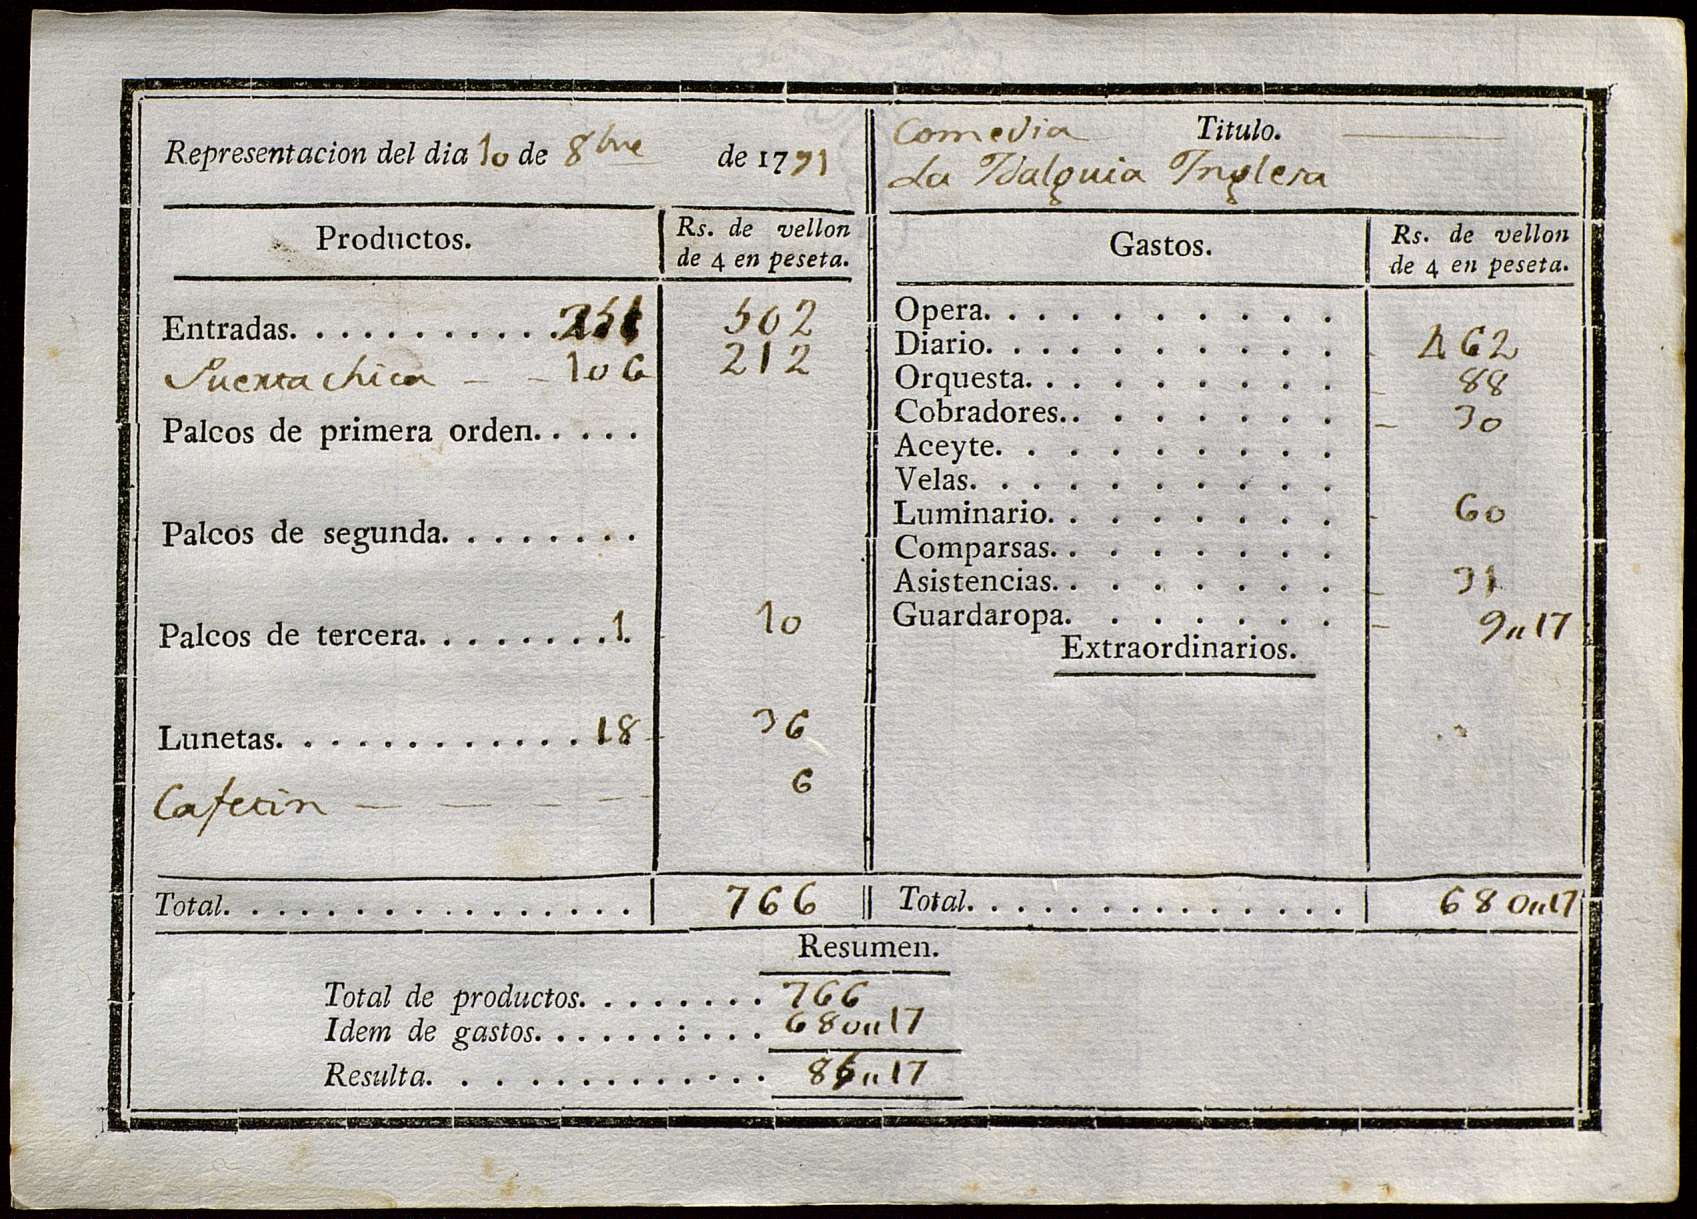 Representacion del dia 10 de 8bre de 1791
Comedia Titulo.
La Ydalguia Ynglesa
Productos.
Rs. de vellon
de 4 en peseta.
Entradas. . . . . . . . . . . 251 502
Puerta chica - - 106 212
Palcos de primera orden. . . . .
Palcos de segunda. . . . . . . .
Palcos de tercera. . . . . . . . 1. 10
Lunetas. . . . . . . . . . . . . 18 36
Cafetin - - - - 6
Total. . . . . . . . . . . . . . . . 766
Gastos.
Rs. de vellon
de 4 en peseta.
Opera. . . . . . . . . .
Diario. . . . . . . . . . 462
Orquesta. . . . . . . . . 88
Cobradores. . . . . . . . - 30
Aceyte. . . . . . . . .
Velas. . . . . . . . . .
Luminario. . . . . . . . 60
Comparsas. . . . . . . .
Asistencias. . . . . . . . 31
Guardaropa. . . . . . . - 9,,17
Extraordinarios.
Total. . . . . . . . . . . . . . 680,,17
Resumen.
Total de productos. . . . . . . . 766
Idem de gastos. . . . . . : . . . 680,,17
Resulta. . . . . . . . . . . . . 85,,17